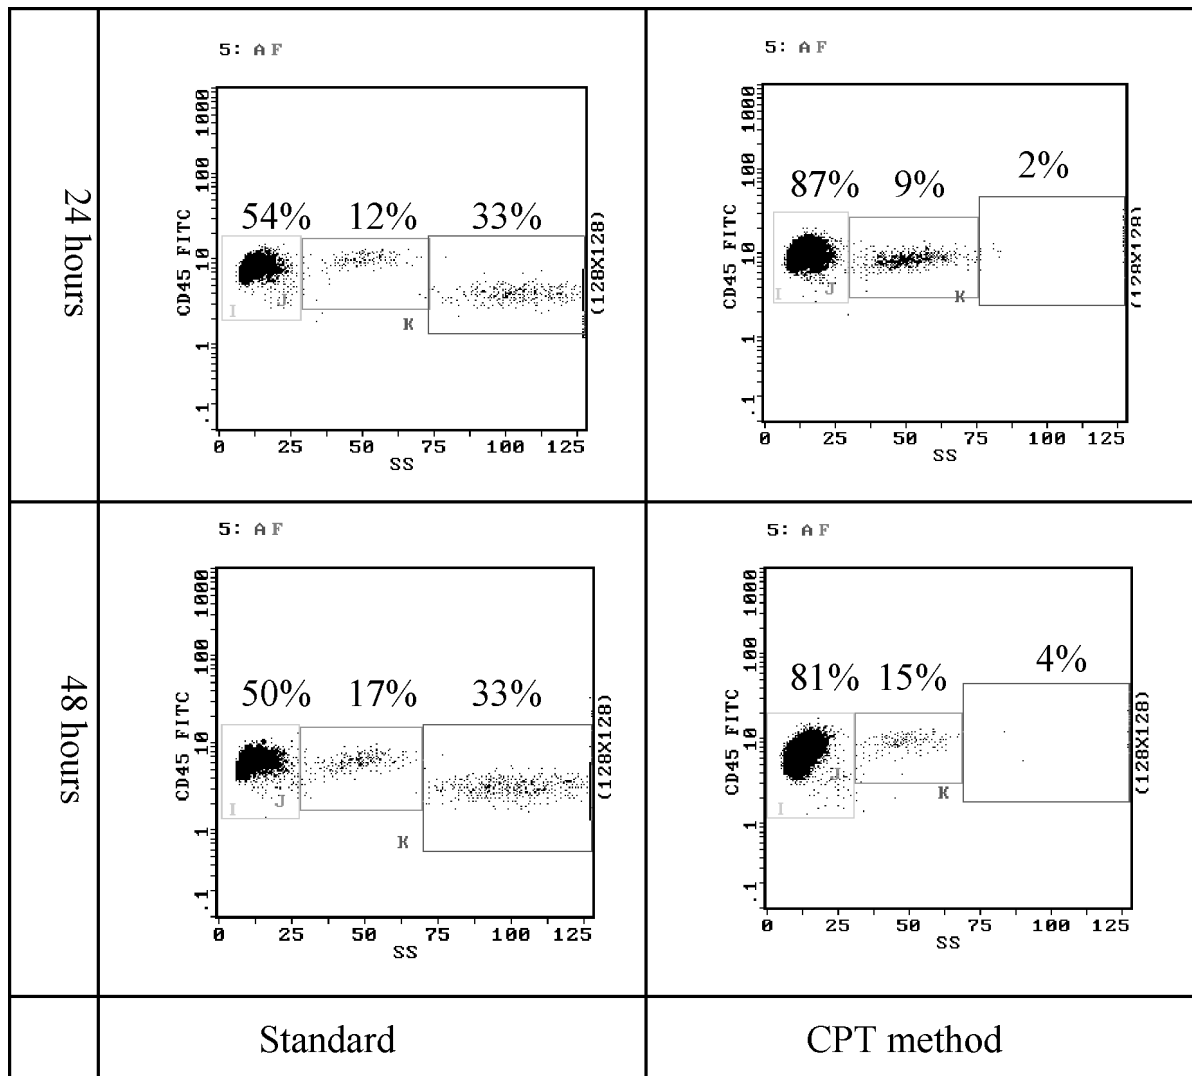 24 hours
5: A F
54% 12% 33%
CD45 FITC
1000
100
10
1
.1
I J K
(128X128)
0 25 50 75 100 125
SS
5: A F
87% 9% 2%
CD45 FITC
1000
100
10
1
.1
I J K
(128X128)
0 25 50 75 100 125
SS
48 hours
5: A F
50% 17% 33%
CD45 FITC
1000
100
10
1
.1
I J K
(128X128)
0 25 50 75 100 125
SS
5: A F
81% 15% 4%
CD45 FITC
1000
100
10
1
.1
I J K
(128X128)
0 25 50 75 100 125
SS
Standard
CPT method